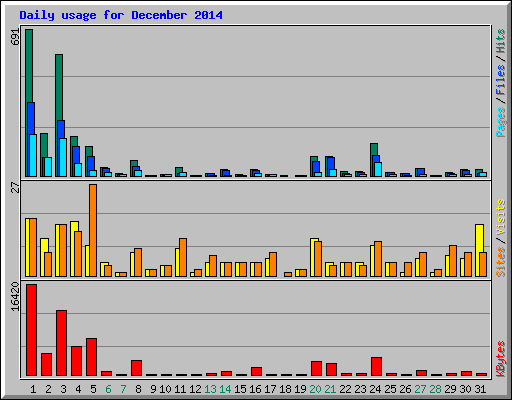 Daily usage for December 2014
691
Pages / Files / Hits
27
Sites / Visits
16420
KBytes
1 2 3 4 5 6 7 8 9 10 11 12 13 14 15 16 17 18 19 20 21 22 23 24 25 26 27 28 29 30 31